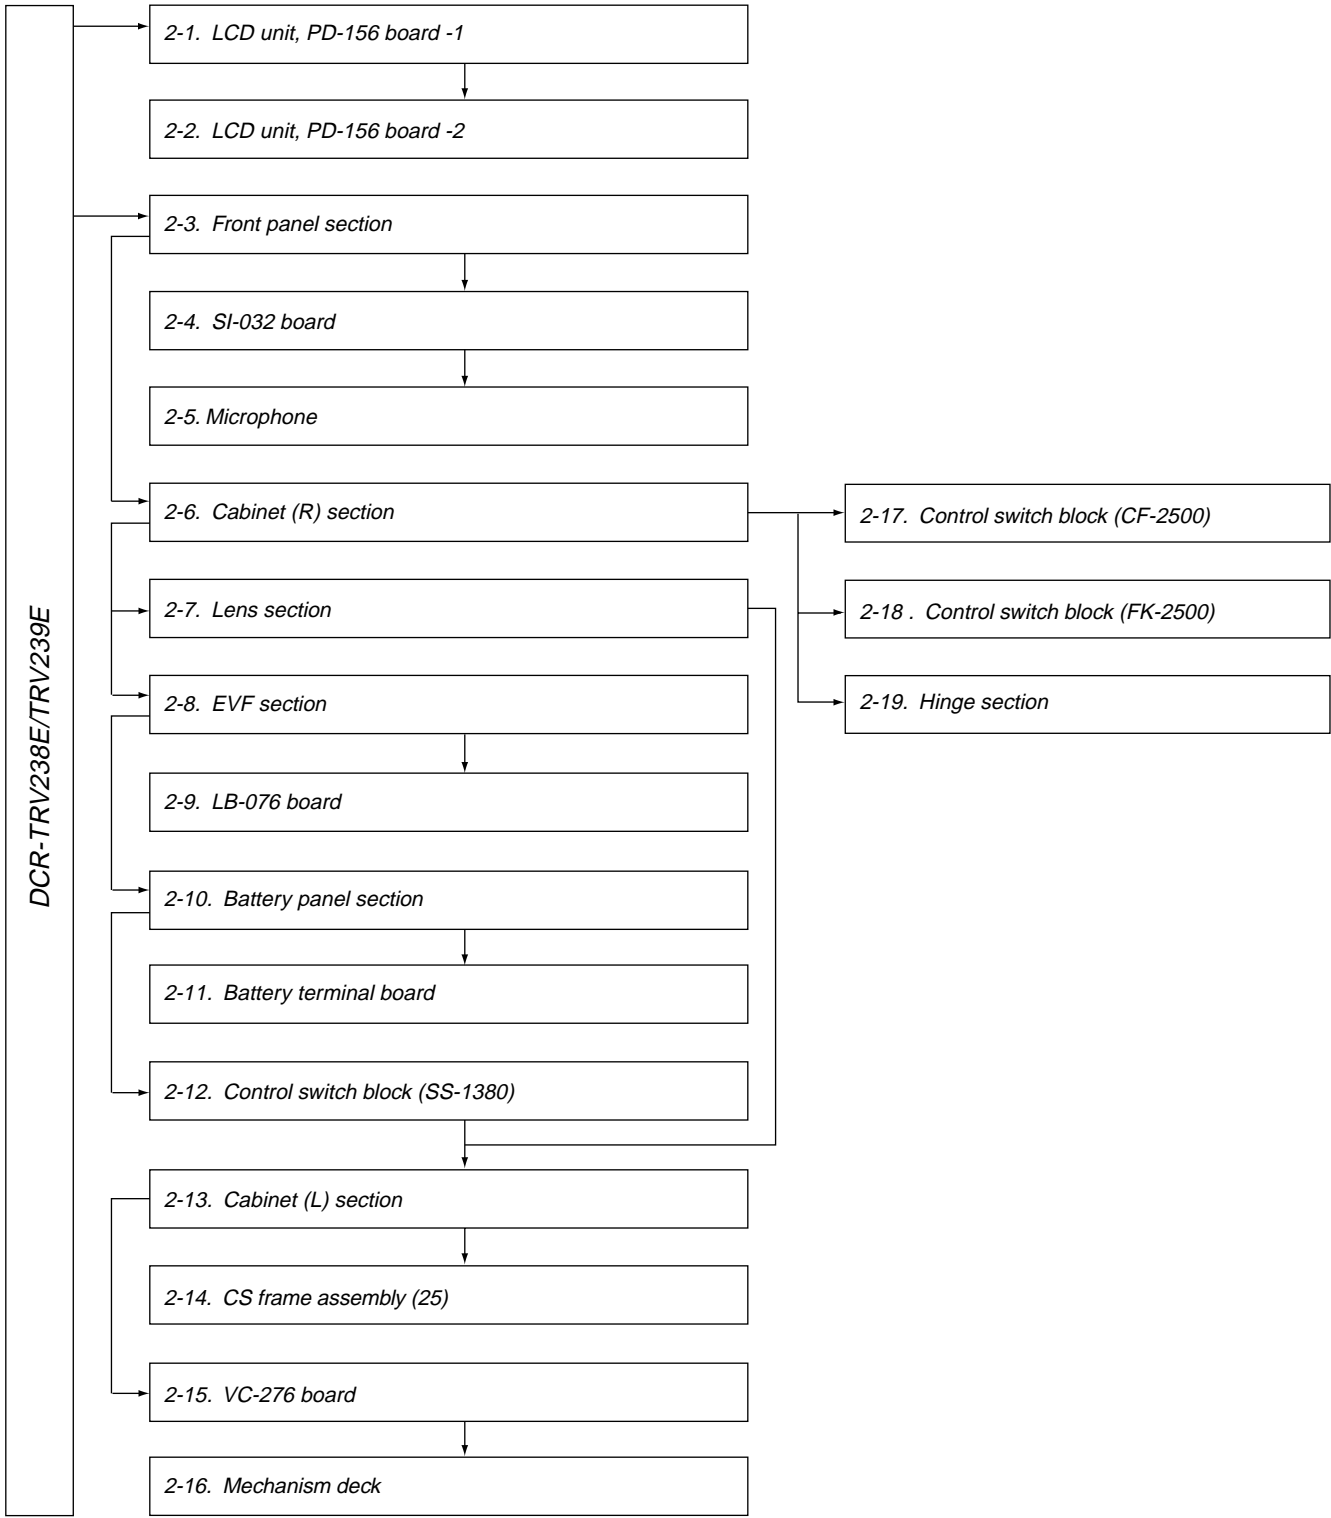 DCR-TRV238E/TRV239E
2-1. LCD unit, PD-156 board -1
2-2. LCD unit, PD-156 board -2
2-3. Front panel section
2-4. SI-032 board
2-5. Microphone
2-6. Cabinet (R) section
2-7. Lens section
2-8. EVF section
2-9. LB-076 board
2-10. Battery panel section
2-11. Battery terminal board
2-12. Control switch block (SS-1380)
2-13. Cabinet (L) section
2-14. CS frame assembly (25)
2-15. VC-276 board
2-16. Mechanism deck
2-17. Control switch block (CF-2500)
2-18 . Control switch block (FK-2500)
2-19. Hinge section